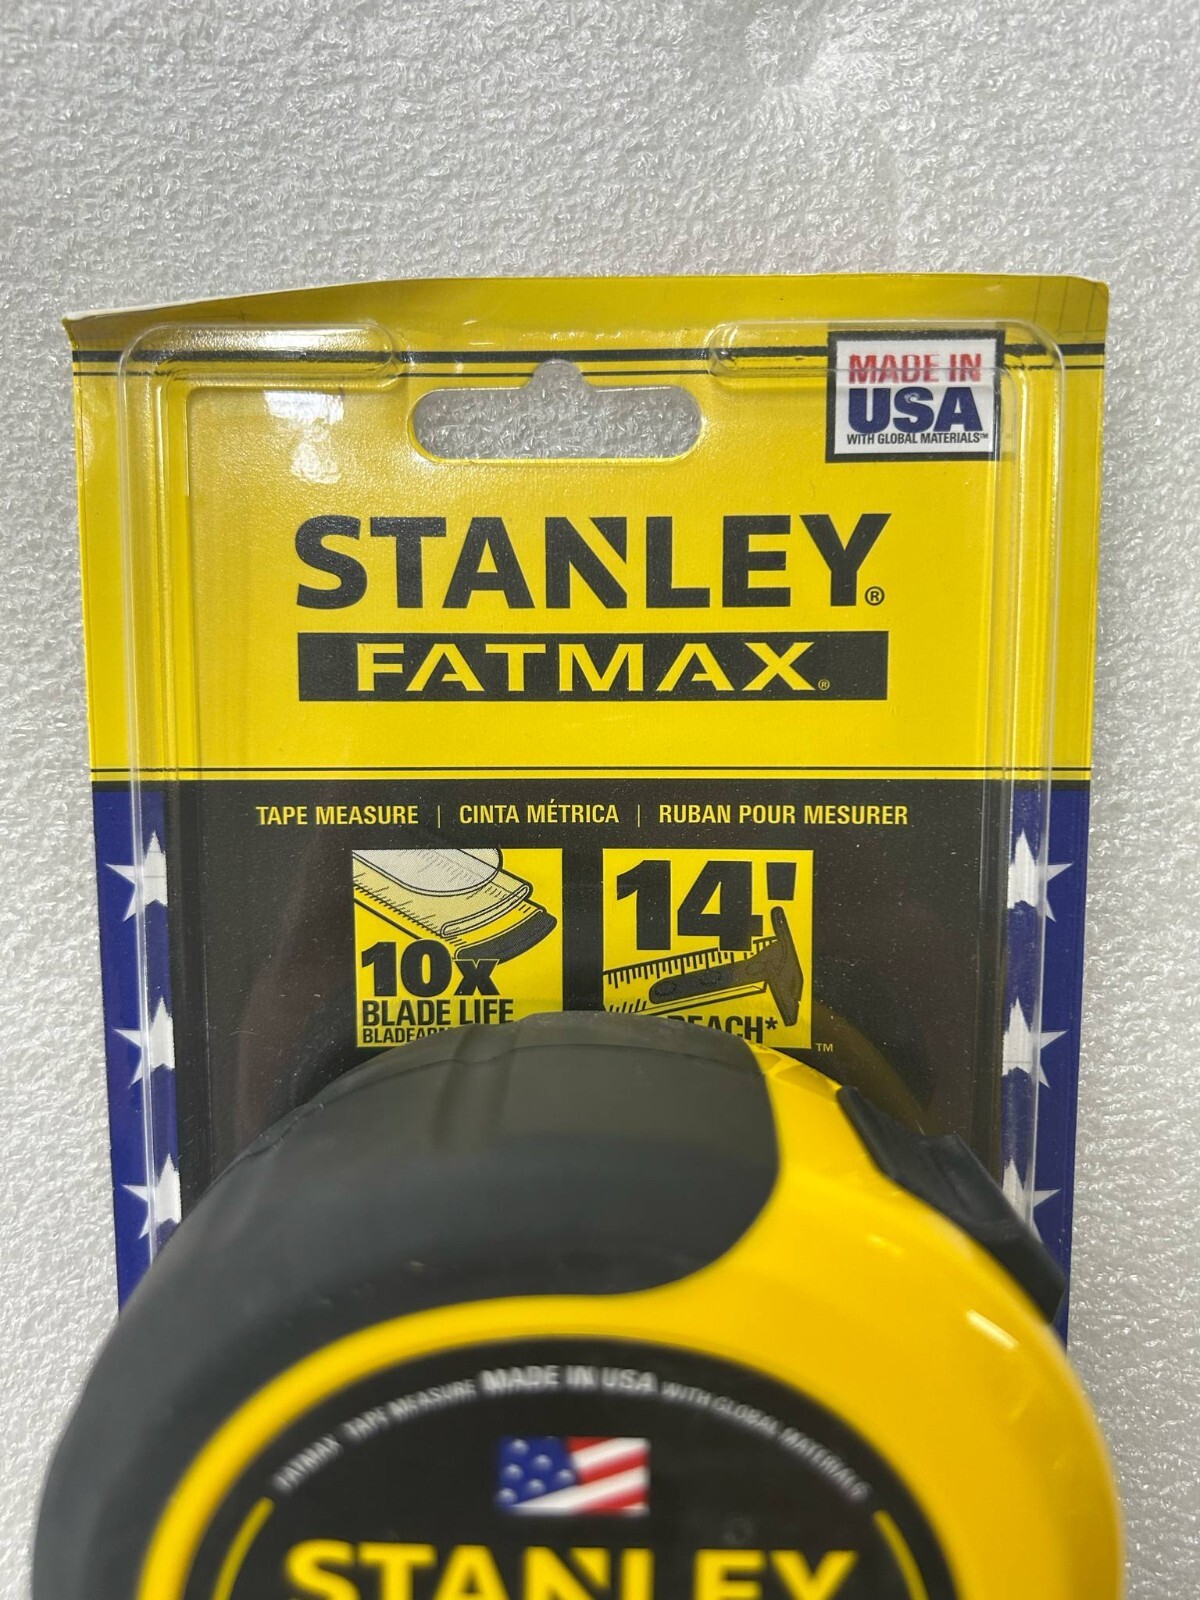 MADE IN
USA
WITH GLOBAL MATERIALS™
STANLEY®
FATMAX®
TAPE MEASURE | CINTA MÉTRICA | RUBAN POUR MESURER
10x
BLADE LIFE
14'
REACH*
™
FATMAX TAPE MEASURE MADE IN USA WITH GLOBAL MATERIALS
STANLEY